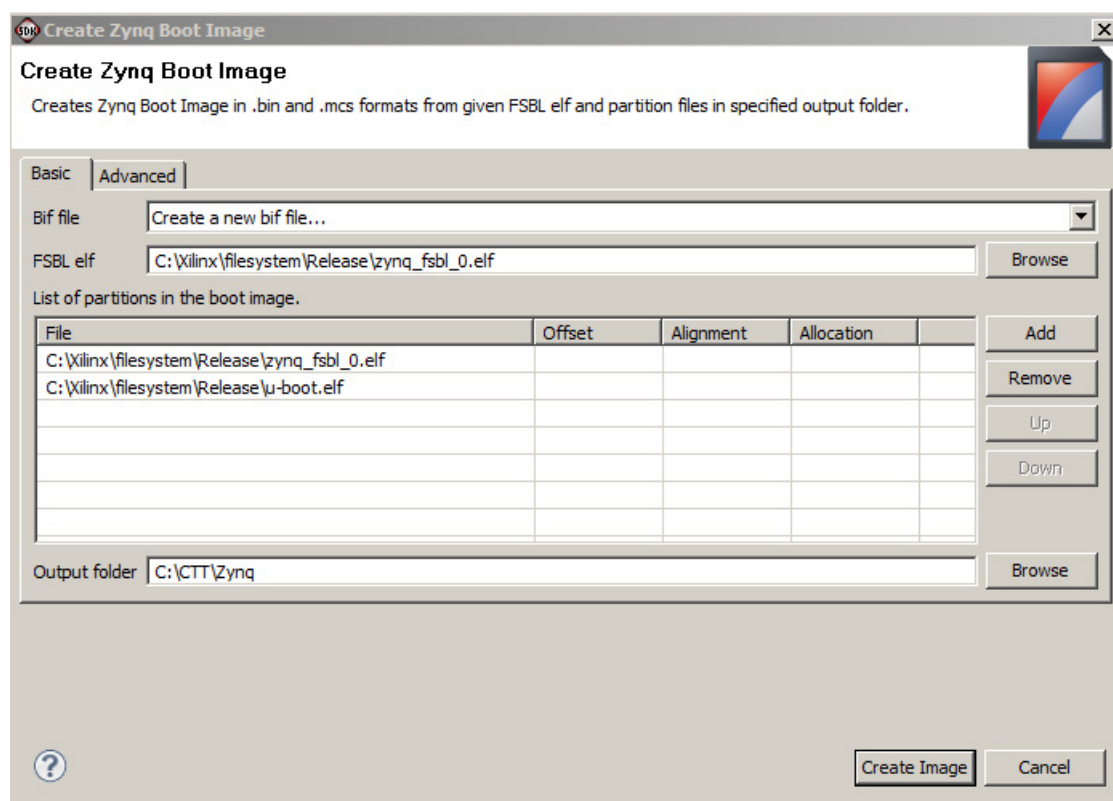 SDK Create Zynq Boot Image X
Create Zynq Boot Image
Creates Zynq Boot Image in .bin and .mcs formats from given FSBL elf and partition files in specified output folder.
Basic Advanced
Bif file Create a new bif file...
FSBL elf C:\Xilinx\filesystem\Release\zynq_fsbl_0.elf Browse
List of partitions in the boot image.
File Offset Alignment Allocation Add
C:\Xilinx\filesystem\Release\zynq_fsbl_0.elf
C:\Xilinx\filesystem\Release\µ-boot.elf Remove
Up
Down
Output folder C:\CTT\Zynq Browse
? Create Image Cancel